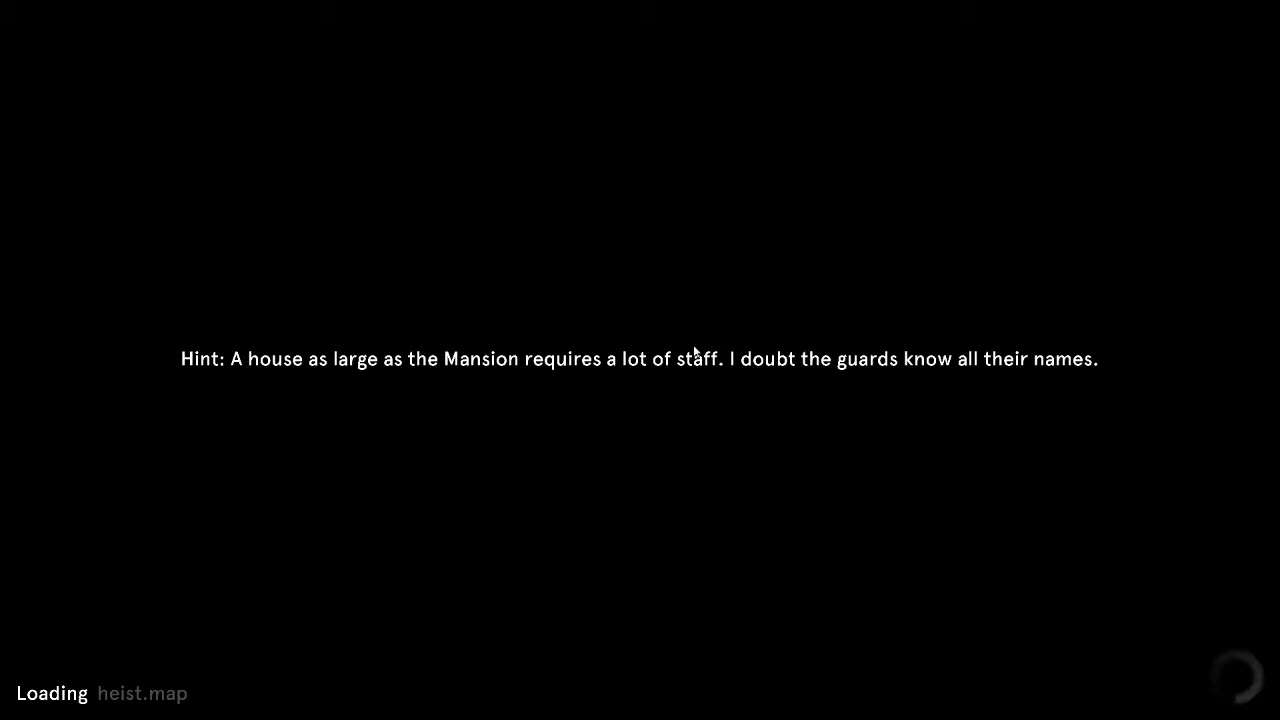 Hint: A house as large as the Mansion requires a lot of staff. I doubt the guards know all their names.
Loading heist.map